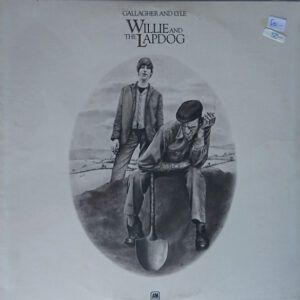 GALLAGHER AND LYLE
WILLIE AND
THE LAPDOG